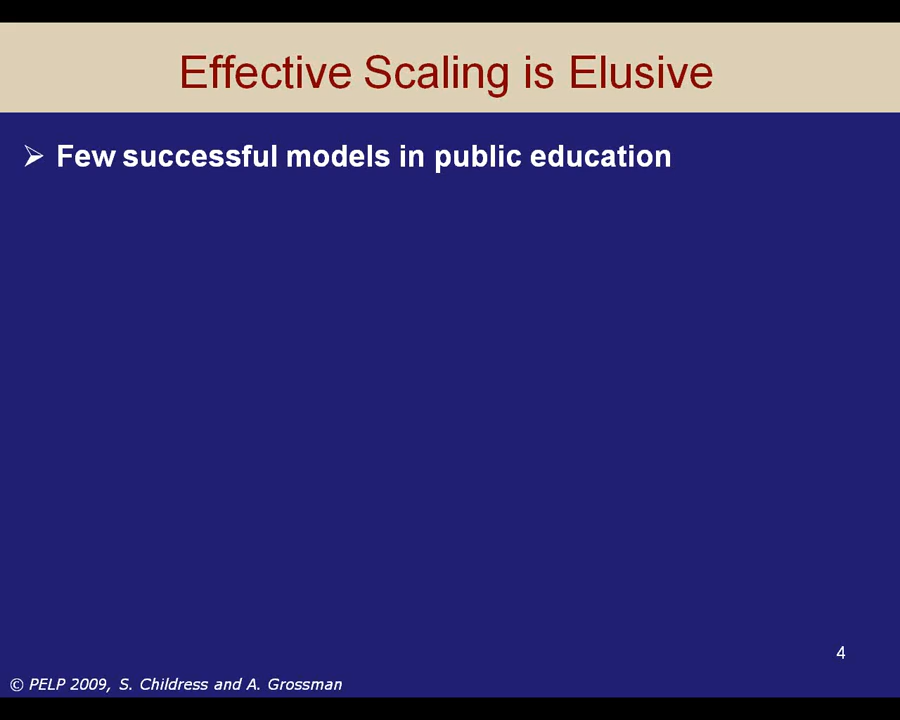 Effective Scaling is Elusive
➢ Few successful models in public education
4
© PELP 2009, S. Childress and A. Grossman